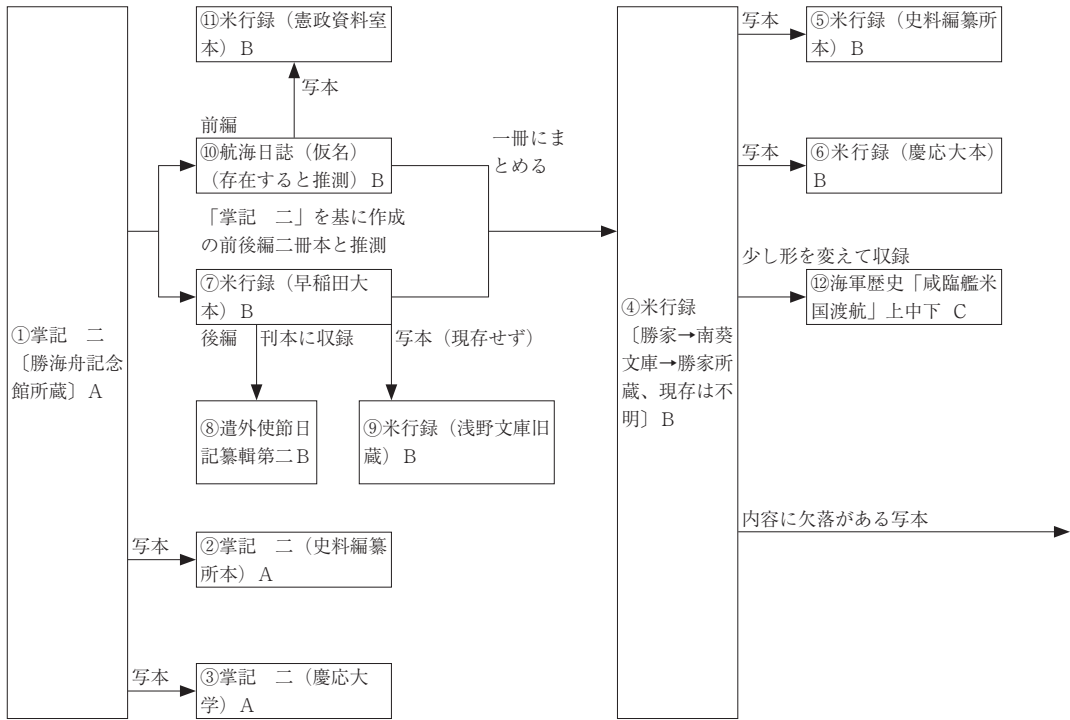 ①掌記　二
〔勝海舟記念
館所蔵〕A
⑪米行録（憲政資料室
本）B
写本
前編
⑩航海日誌（仮名）
（存在すると推測）B
「掌記　二」を基に作成
の前後編二冊本と推測
⑦米行録（早稲田大
本）B
後編
刊本に収録
写本（現存せず）
⑧遣外使節日
記纂輯第二B
⑨米行録（浅野文庫旧
蔵）B
写本
②掌記　二（史料編纂
所本）A
写本
③掌記　二（慶応大
学）A
一冊にま
とめる
④米行録
〔勝家→南葵
文庫→勝家所
蔵、現存は不
明〕B
写本
⑤米行録（史料編纂所
本）B
写本
⑥米行録（慶応大本）
B
少し形を変えて収録
⑫海軍歴史「咸臨艦米
国渡航」上中下 C
内容に欠落がある写本